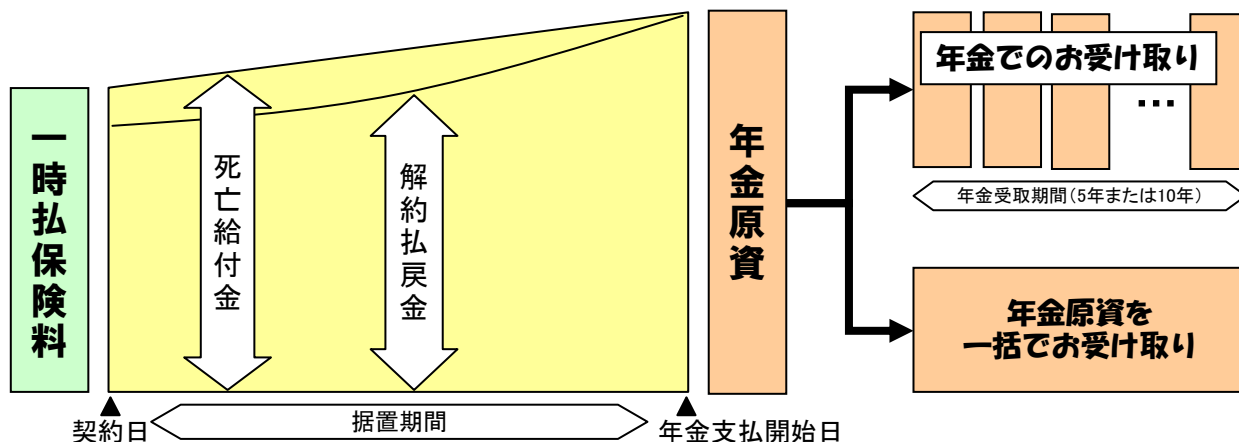 一時払保険料
死亡給付金
解約払戻金
年金原資
年金でのお受け取り
…
年金受取期間(5年または10年)
年金原資を
一括でお受け取り
契約日
据置期間
年金支払開始日